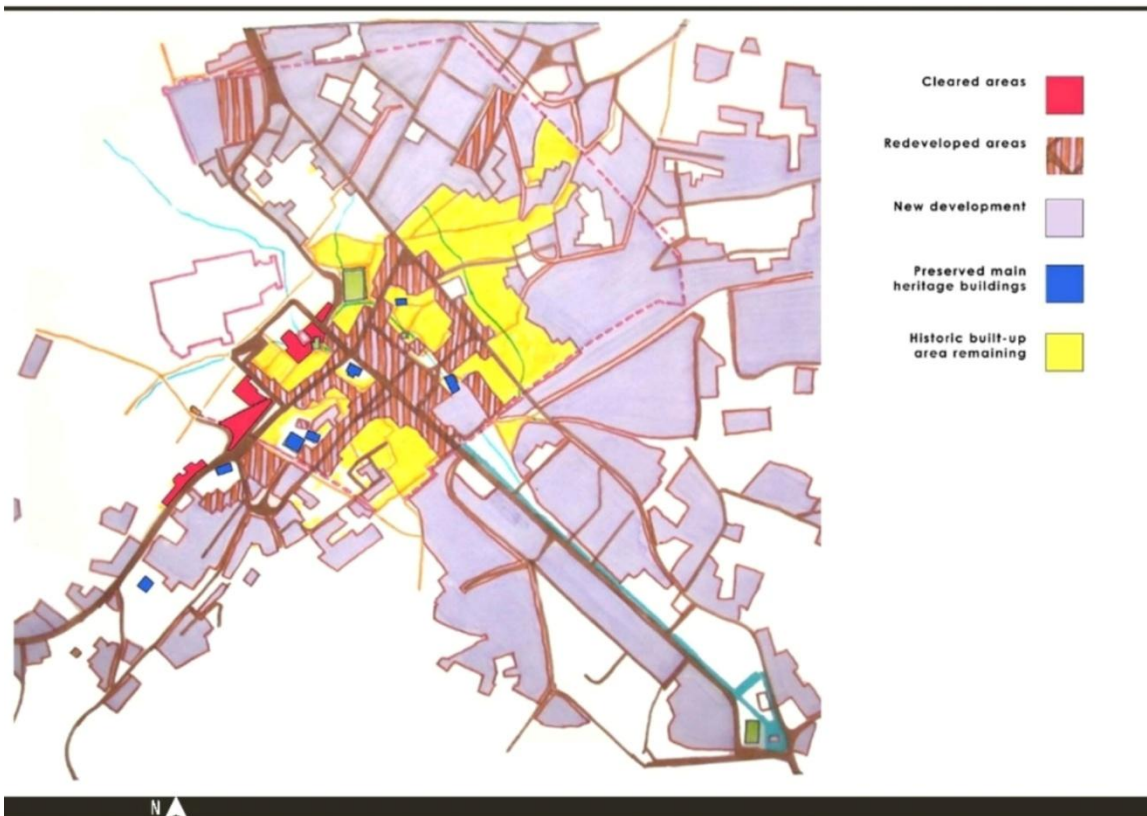 Cleared areas
Redeveloped areas
New development
Preserved main
heritage buildings
Historic built-up
area remaining
N